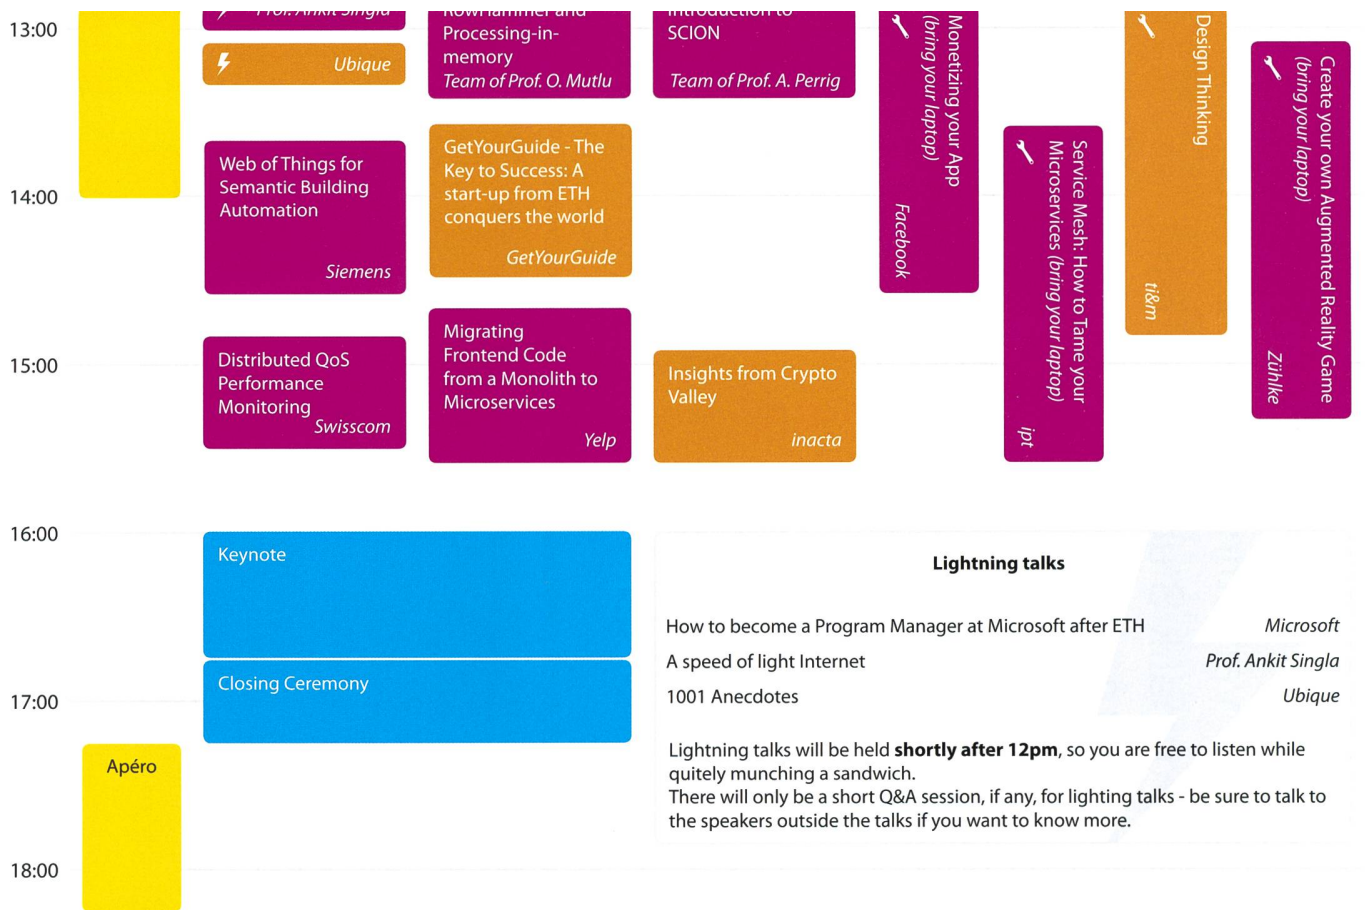 13:00
Prof. Ankit Singla
Ubique
RowHammer and
Processing-in-
memory
Team of Prof. O. Mutlu
Introduction to
SCION
Team of Prof. A. Perrig
Monetizing your App
(bring your laptop)
Facebook
Design Thinking
ti&m
Create your own Augmented Reality Game
(bring your laptop)
Zühlke
Service Mesh: How to Tame your
Microservices (bring your laptop)
ipt
14:00
Web of Things for
Semantic Building
Automation
Siemens
GetYourGuide - The
Key to Success: A
start-up from ETH
conquers the world
GetYourGuide
15:00
Distributed QoS
Performance
Monitoring
Swisscom
Migrating
Frontend Code
from a Monolith to
Microservices
Yelp
Insights from Crypto
Valley
inacta
16:00
Keynote
17:00
Closing Ceremony
Apéro
18:00
Lightning talks
How to become a Program Manager at Microsoft after ETH Microsoft
A speed of light Internet Prof. Ankit Singla
1001 Anecdotes Ubique
Lightning talks will be held shortly after 12pm, so you are free to listen while
quitely munching a sandwich.
There will only be a short Q&A session, if any, for lighting talks - be sure to talk to
the speakers outside the talks if you want to know more.